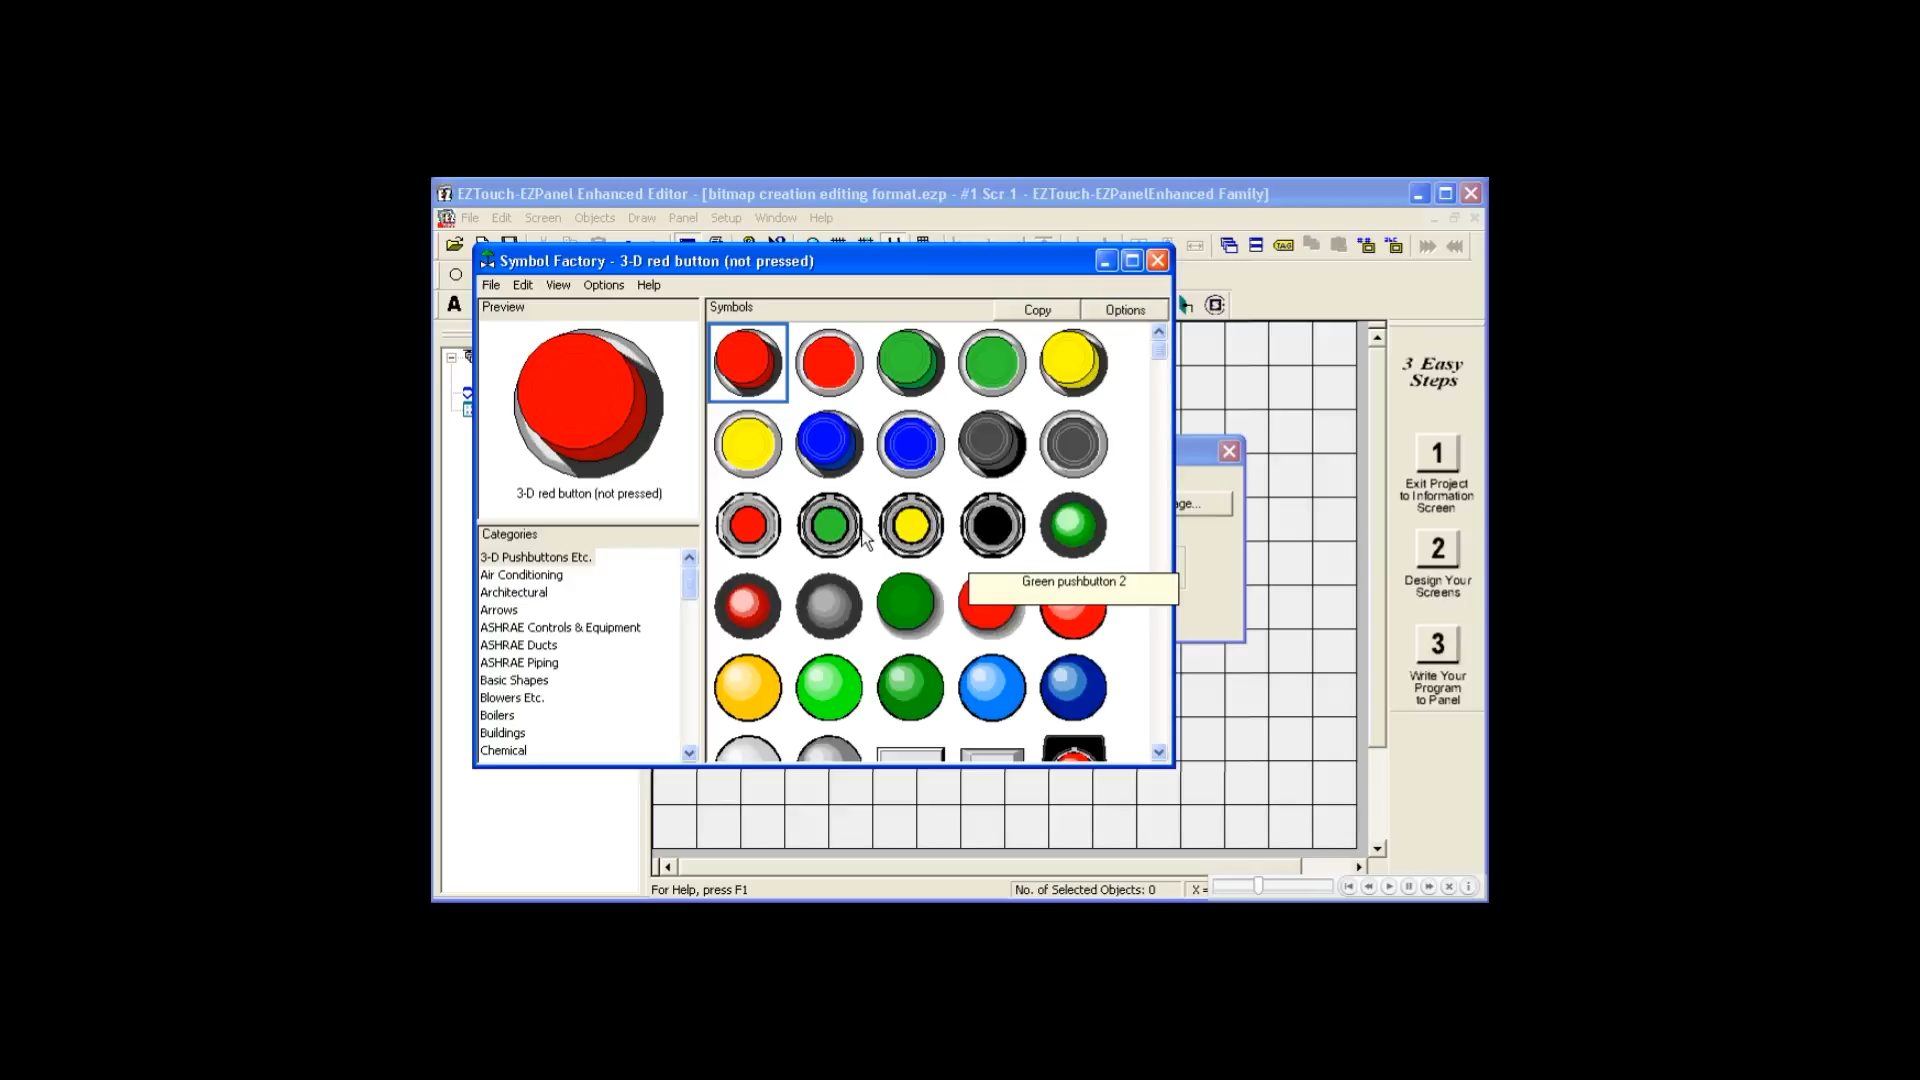 EZTouch-EZPanel Enhanced Editor - [bitmap creation editing format.ezp - #1 Scr 1 - EZTouch-EZPanelEnhanced Family]
File Edit Screen Objects Draw Panel Setup Window Help
TAG
Symbol Factory - 3-D red button (not pressed)
File Edit View Options Help
A
Preview
Symbols
Copy
Options
3-D red button (not pressed)
Categories
3-D Pushbuttons Etc.
Air Conditioning
Architectural
Arrows
ASHRAE Controls & Equipment
ASHRAE Ducts
ASHRAE Piping
Basic Shapes
Blowers Etc.
Boilers
Buildings
Chemical
Green pushbutton 2
age...
3 Easy
Steps
1
Exit Project
to Information
Screen
2
Design Your
Screens
3
Write Your
Program
to Panel
For Help, press F1
No. of Selected Objects: 0
X =